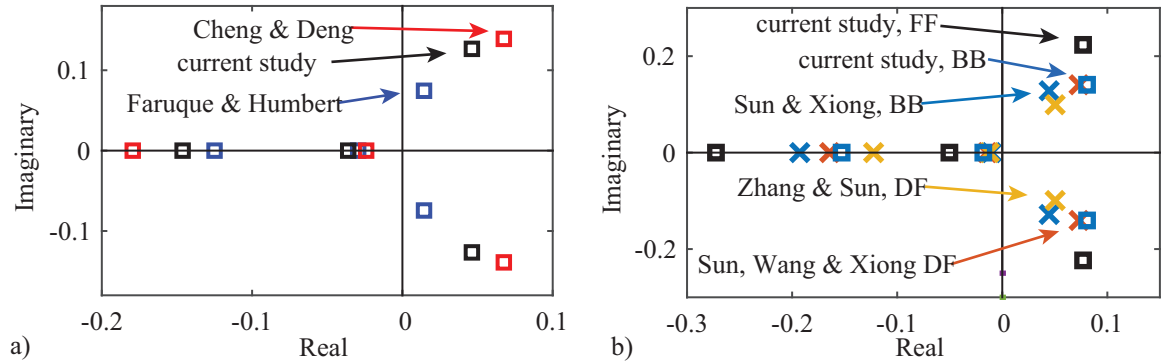 Cheng & Deng
current study
Faruque & Humbert
0.1
0
-0.1
Imaginary
-0.2
-0.1
0
0.1
Real
a)
current study, FF
current study, BB
Sun & Xiong, BB
Zhang & Sun, DF
Sun, Wang & Xiong DF
0.2
0
-0.2
Imaginary
-0.3
-0.2
-0.1
0
0.1
Real
b)